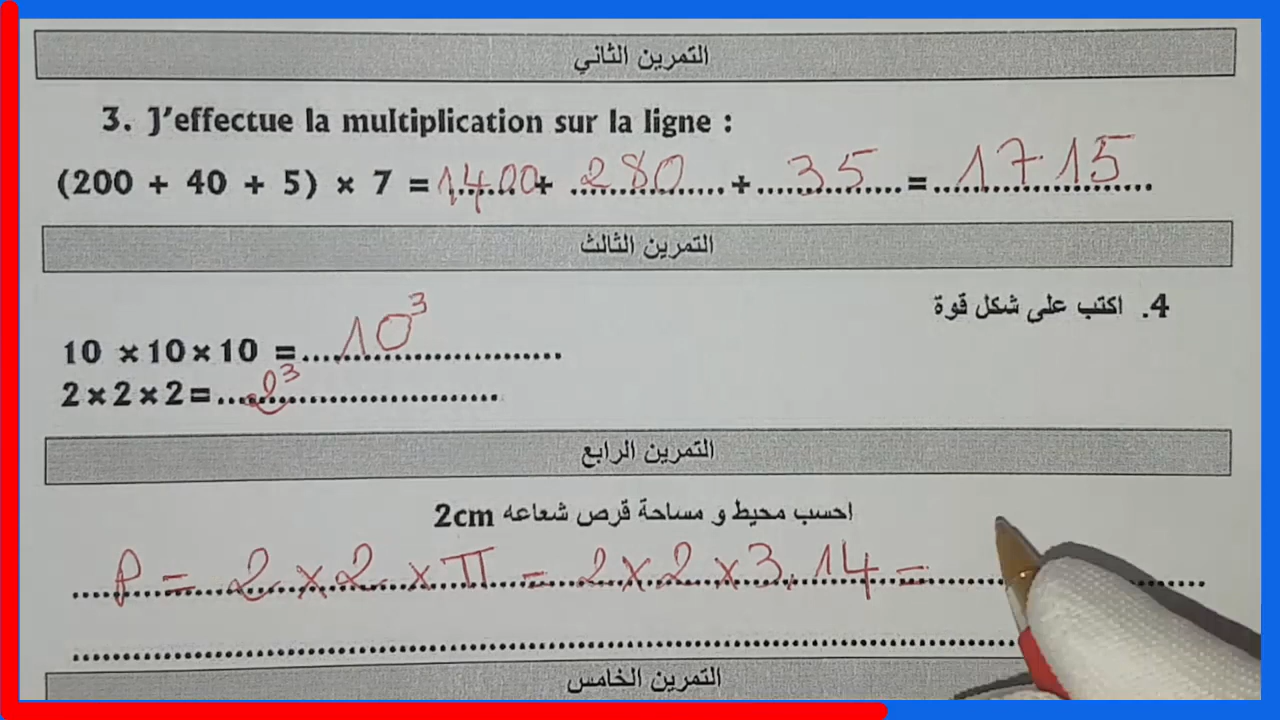 التمرين الثاني
3. J'effectue la multiplication sur la ligne :
(200 + 40 + 5) × 7 = 1400 + 280 + 35 = 1715
التمرين الثالث
4. اكتب على شكل قوة
10 × 10 × 10 = 10³
2 × 2 × 2 = 2³
التمرين الرابع
احسب محيط و مساحة قرص شعاعه 2cm
P = 2 × 2 × π = 2 × 2 × 3,14 =
التمرين الخامس